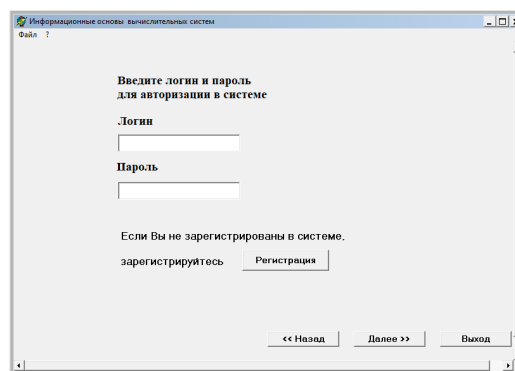 Информационные основы вычислительных систем
Файл ?
Введите логин и пароль
для авторизации в системе
Логин
Пароль
Если Вы не зарегистрированы в системе,
зарегистрируйтесь Регистрация
<< Назад Далее >> Выход